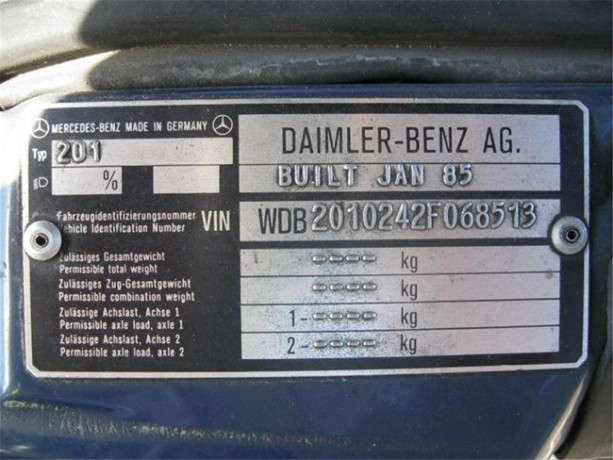 MERCEDES-BENZ MADE IN GERMANY
DAIMLER-BENZ AG.
Typ 201
BUILT JAN 85
%
Fahrzeugidentifizierungsnummer
Vehicle Identification Number
VIN
WDB2010242F068513
Zulässiges Gesamtgewicht
Permissible total weight
---- kg
Zulässiges Zug-Gesamtgewicht
Permissible combination weight
---- kg
Zulässige Achslast, Achse 1
Permissible axle load, axle 1
1- ---- kg
Zulässige Achslast, Achse 2
Permissible axle load, axle 2
2- ---- kg